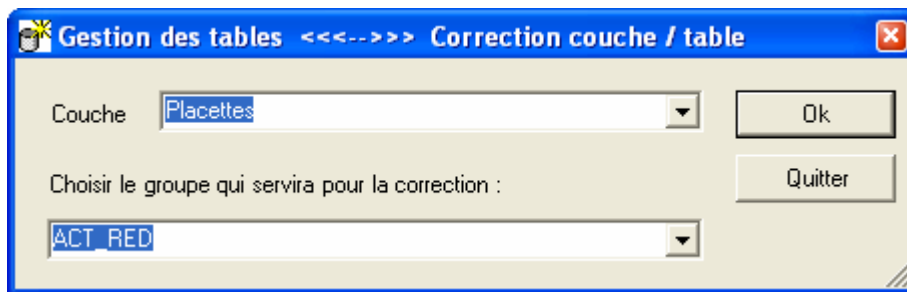 Gestion des tables <<<-->>> Correction couche / table
Couche Placettes Ok
Choisir le groupe qui servira pour la correction : Quitter
ACT_RED